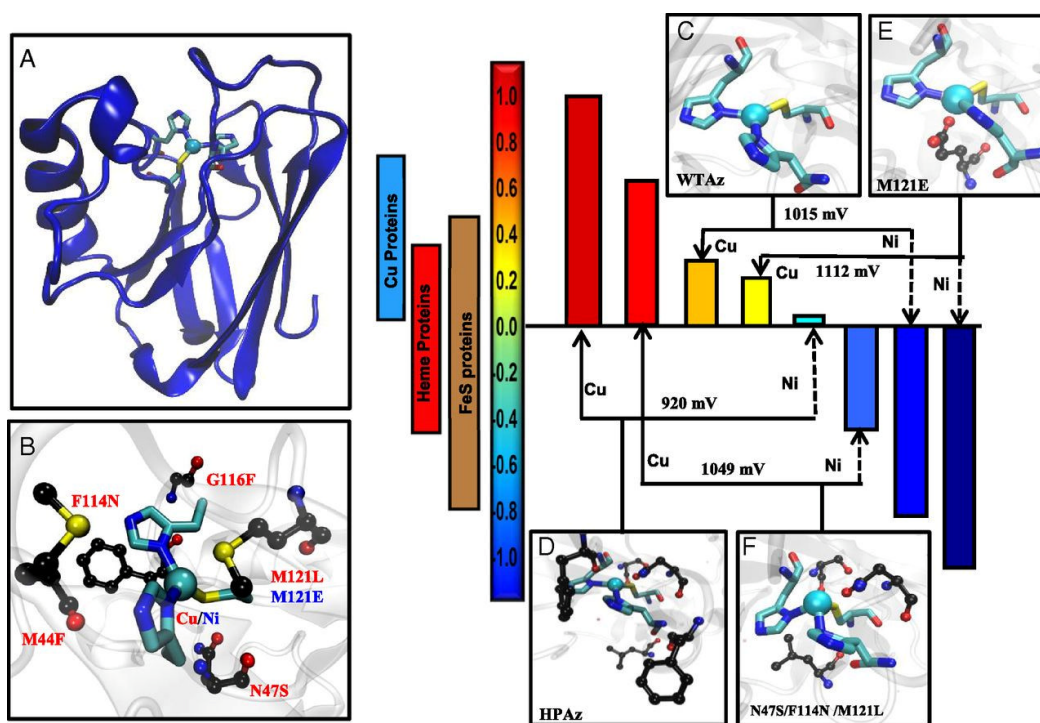 A
B
F114N
G116F
M121L
M121E
Cu/Ni
M44F
N47S
Cu Proteins
Heme Proteins
FeS proteins
1.0
0.6
0.4
0.2
0.0
-0.2
-0.4
-0.6
-0.8
-1.0
C
WTAz
E
M121E
1015 mV
Cu
Ni
1112 mV
Cu
Ni
Cu
920 mV
Ni
Cu
1049 mV
Ni
D
HPAz
F
N47S/F114N /M121L